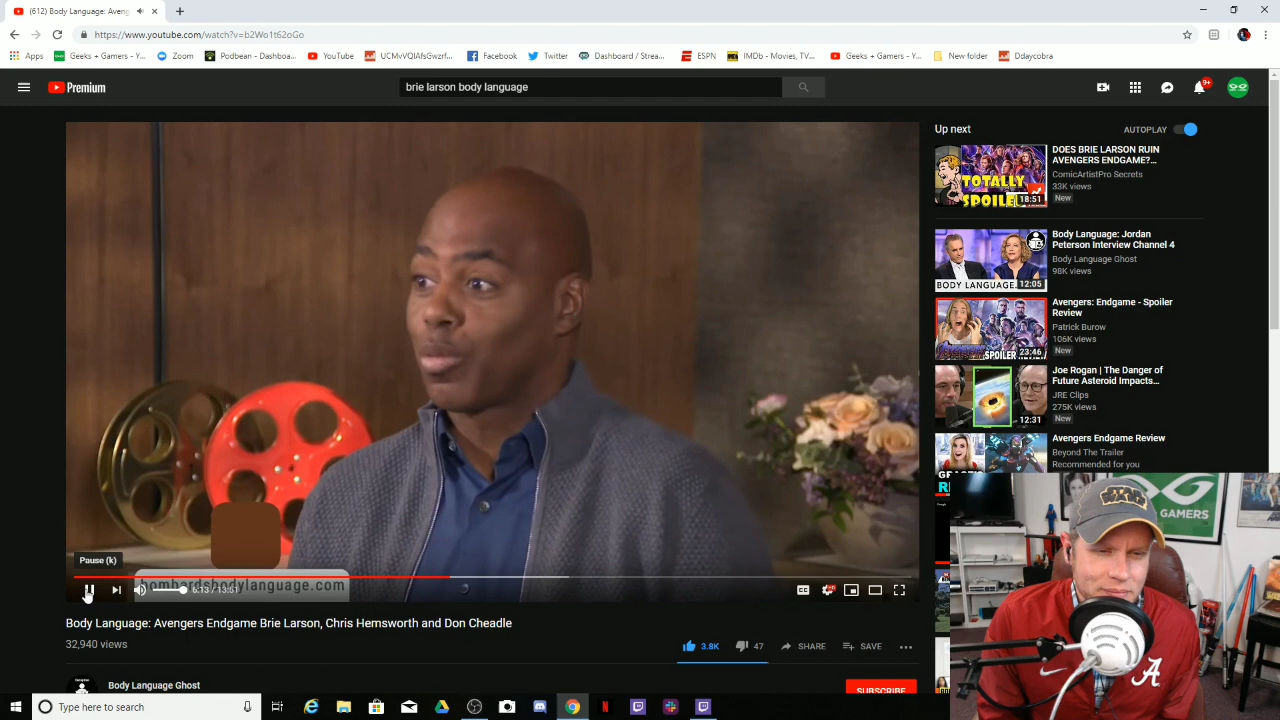 (612) Body Language: Aveng
https://www.youtube.com/watch?v=b2Wo1t62oGo
Apps
Geeks + Gamers - Y...
Zoom
Podbean - Dashboa...
YouTube
UCMvVQIAfsGwzrf...
Facebook
Twitter
Dashboard / Strea...
ESPN
IMDb - Movies, TV...
Geeks + Gamers - Y...
New folder
Ddaycobra
Premium
brie larson body language
9+
Up next
AUTOPLAY
TOTALLY
SPOILE
18:51
DOES BRIE LARSON RUIN
AVENGERS ENDGAME?...
ComicArtistPro Secrets
33K views
New
BODY LANGUAGE
12:05
Body Language: Jordan
Peterson Interview Channel 4
Body Language Ghost
98K views
SPOILER
23:46
Avengers: Endgame - Spoiler
Review
Patrick Burow
106K views
New
12:31
Joe Rogan | The Danger of
Future Asteroid Impacts...
JRE Clips
275K views
New
Avengers Endgame Review
Beyond The Trailer
Recommended for you
GAMERS
A
Pause (k)
bombardsbodylanguage.com
6:13 / 13:51
CC
Body Language: Avengers Endgame Brie Larson, Chris Hemsworth and Don Cheadle
32,940 views
3.8K
47
SHARE
SAVE
Body Language Ghost
SUBSCRIBE
Type here to search